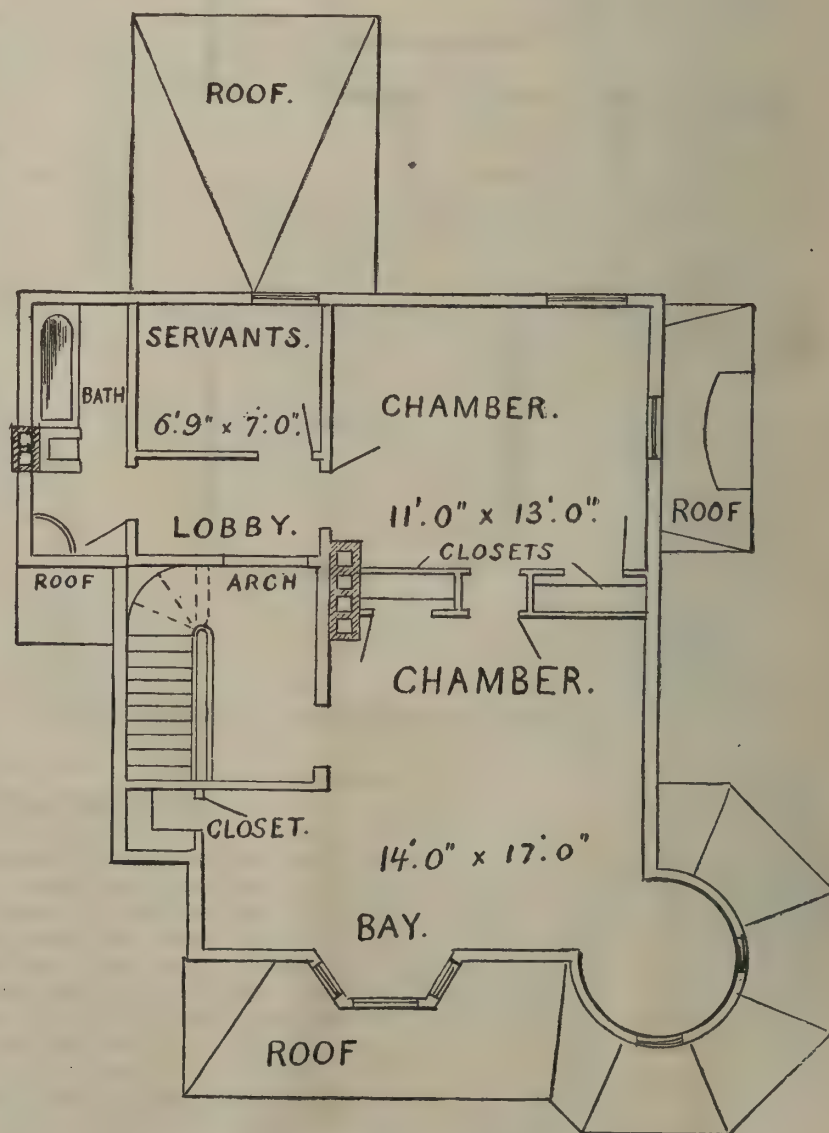 ROOF.
SERVANTS.
6'.9" x 7'.0".
BATH
CHAMBER.
11'.0" x 13'.0".
ROOF
LOBBY.
CLOSETS
ROOF
ARCH
CHAMBER.
CLOSET.
14'.0" x 17'.0"
BAY.
ROOF